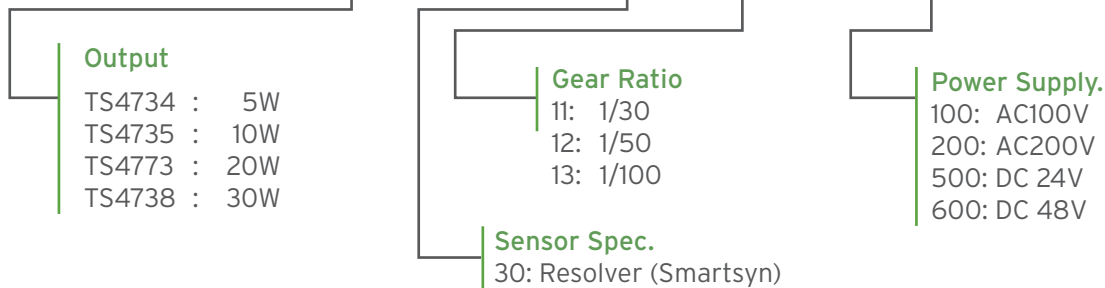 Output
TS4734 : 5W
TS4735 : 10W
TS4773 : 20W
TS4738 : 30W
Gear Ratio
11: 1/30
12: 1/50
13: 1/100
Sensor Spec.
30: Resolver (Smartsyn)
Power Supply.
100: AC100V
200: AC200V
500: DC 24V
600: DC 48V